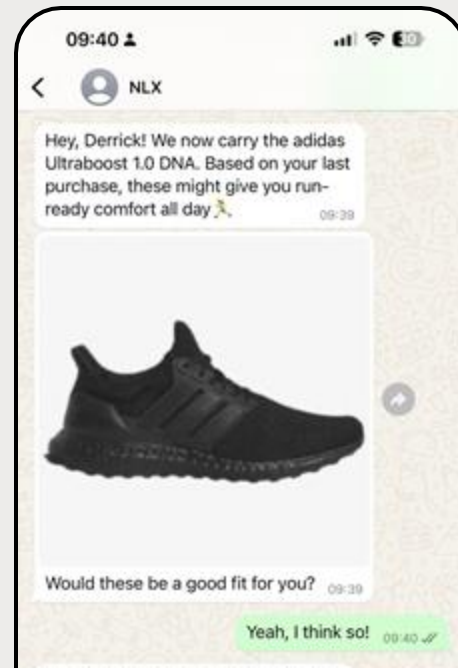 09:40
30
NLX
Hey, Derrick! We now carry the adidas
Ultraboost 1.0 DNA. Based on your last
purchase, these might give you run-
ready comfort all day🏃
09:39
Would these be a good fit for you? 09:39
Yeah, I think so! 09:40